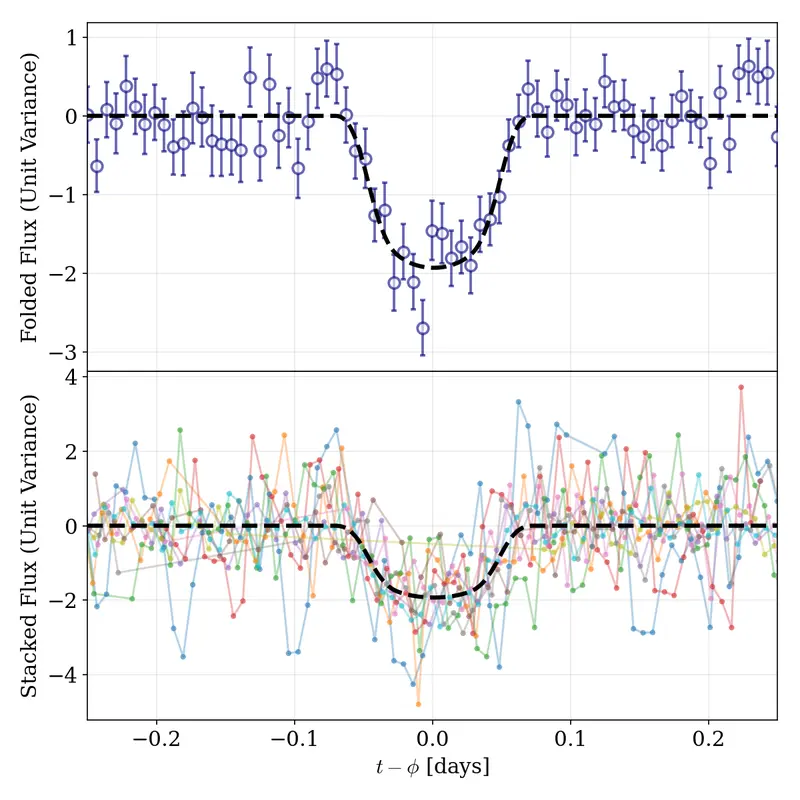 Folded Flux (Unit Variance)
1
0
−1
−2
−3
Stacked Flux (Unit Variance)
4
2
0
−2
−4
−0.2 −0.1 0.0 0.1 0.2
t − ϕ [days]